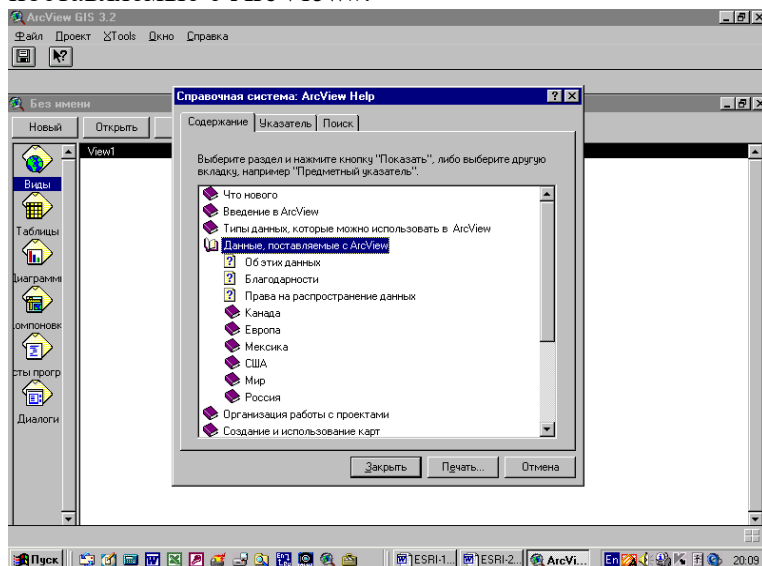 ArcView GIS 3.2
Файл Проект XTools Окно Справка
Без имени
Новый Открыть
View1
Виды
Таблицы
Диаграммы
омпоновк
сты прогр
Диалоги
Справочная система: ArcView Help
Содержание Указатель Поиск
Выберите раздел и нажмите кнопку "Показать", либо выберите другую
вкладку, например "Предметный указатель".
Что нового
Введение в ArcView
Типы данных, которые можно использовать в ArcView
Данные, поставляемые с ArcView
Об этих данных
Благодарности
Права на распространение данных
Канада
Европа
Мексика
США
Мир
Россия
Организация работы с проектами
Создание и использование карт
Закрыть Печать... Отмена
Пуск ESRI-1... ESRI-2... ArcVi... En 20:09